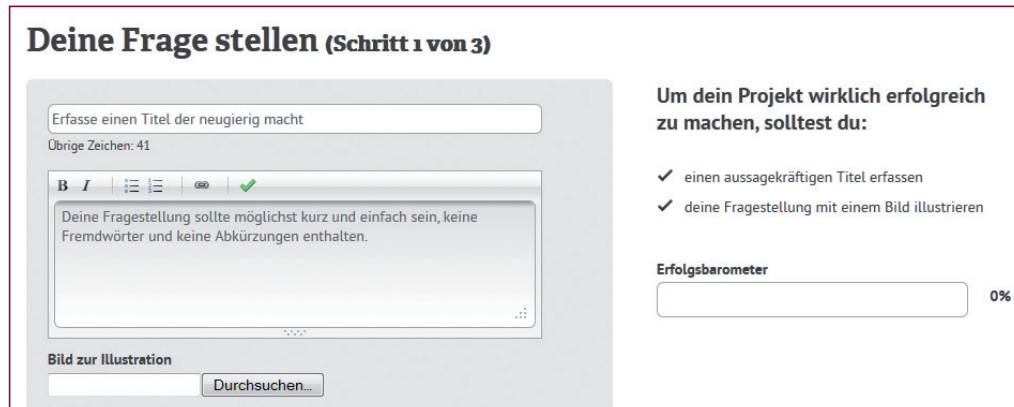 Deine Frage stellen (Schritt 1 von 3)
Erfasse einen Titel der neugierig macht
Übrige Zeichen: 41
B I
Deine Fragestellung sollte möglichst kurz und einfach sein, keine
Fremdwörter und keine Abkürzungen enthalten.
Bild zur Illustration
Durchsuchen...
Um dein Projekt wirklich erfolgreich
zu machen, solltest du:
einen aussagekräftigen Titel erfassen
deine Fragestellung mit einem Bild illustrieren
Erfolgsbarometer
0%